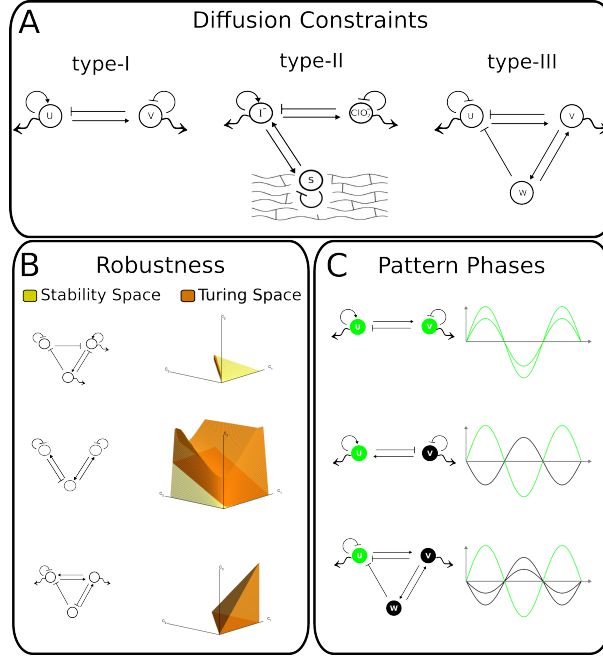 A
Diffusion Constraints
type-I
type-II
type-III
U
V
I⁻
ClO₂⁻
U
V
S
W
B
Robustness
Stability Space
Turing Space
C
Pattern Phases
U
V
U
V
U
V
W